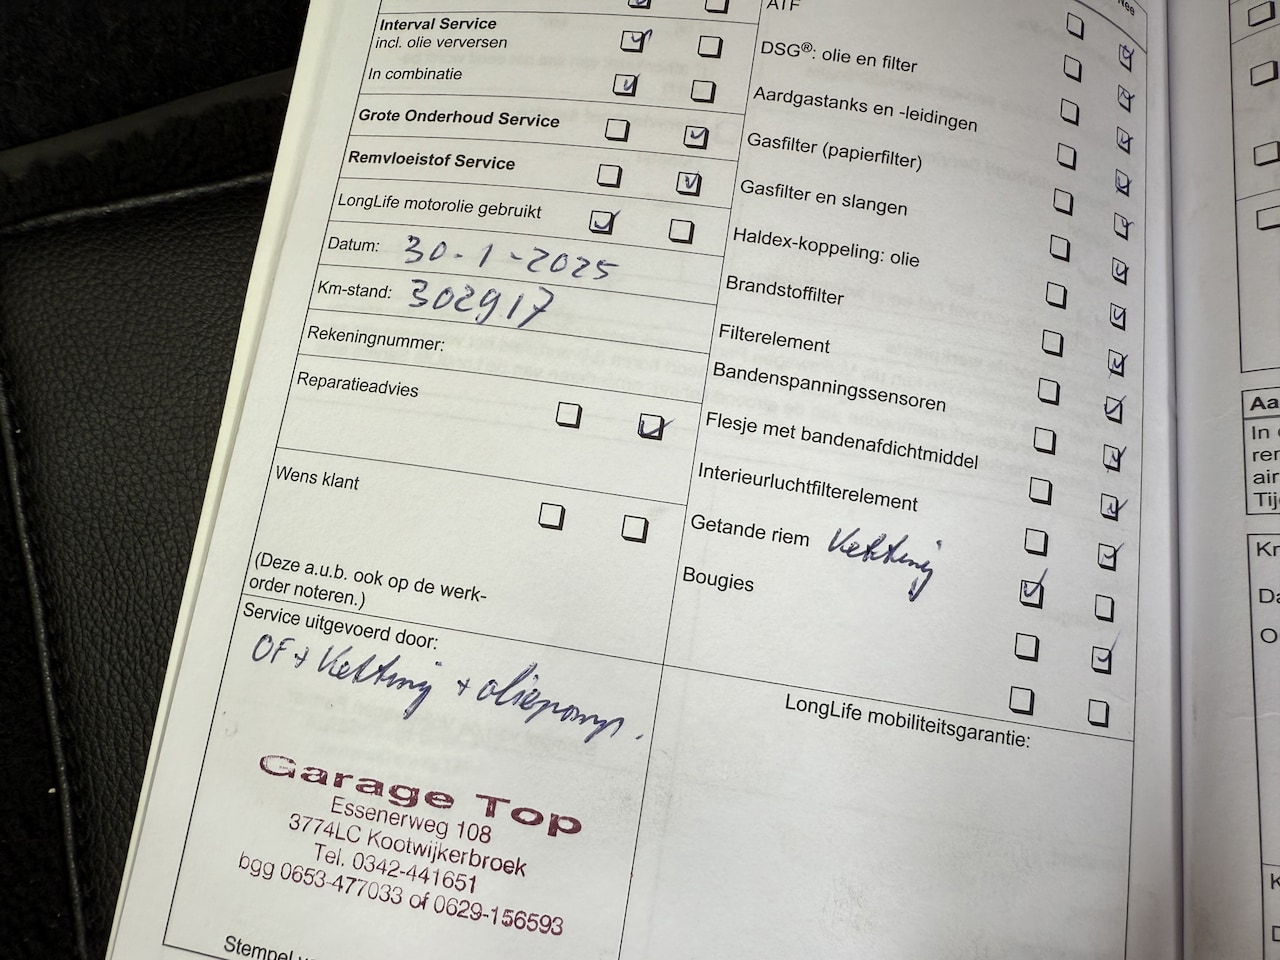 Interval Service
incl. olie verversen
In combinatie
Grote Onderhoud Service
Remvloeistof Service
LongLife motorolie gebruikt
Datum: 30-1-2025
Km-stand: 302917
Rekeningnummer:
Reparatieadvies
Wens klant
(Deze a.u.b. ook op de werk-
order noteren.)
Service uitgevoerd door:
OF + Ketting + oliepomp.
Garage Top
Essenerweg 108
3774LC Kootwijkerbroek
Tel. 0342-441651
bgg 0653-477033 of 0629-156593
Stempel
Nee
ATF
DSG®: olie en filter
Aardgastanks en -leidingen
Gasfilter (papierfilter)
Gasfilter en slangen
Haldex-koppeling: olie
Brandstoffilter
Filterelement
Bandenspanningssensoren
Flesje met bandenafdichtmiddel
Interieurluchtfilterelement
Getande riem Ketting
Bougies
LongLife mobiliteitsgarantie:
Aa
In
rer
air
Tij
Kr
Da
O
K
D